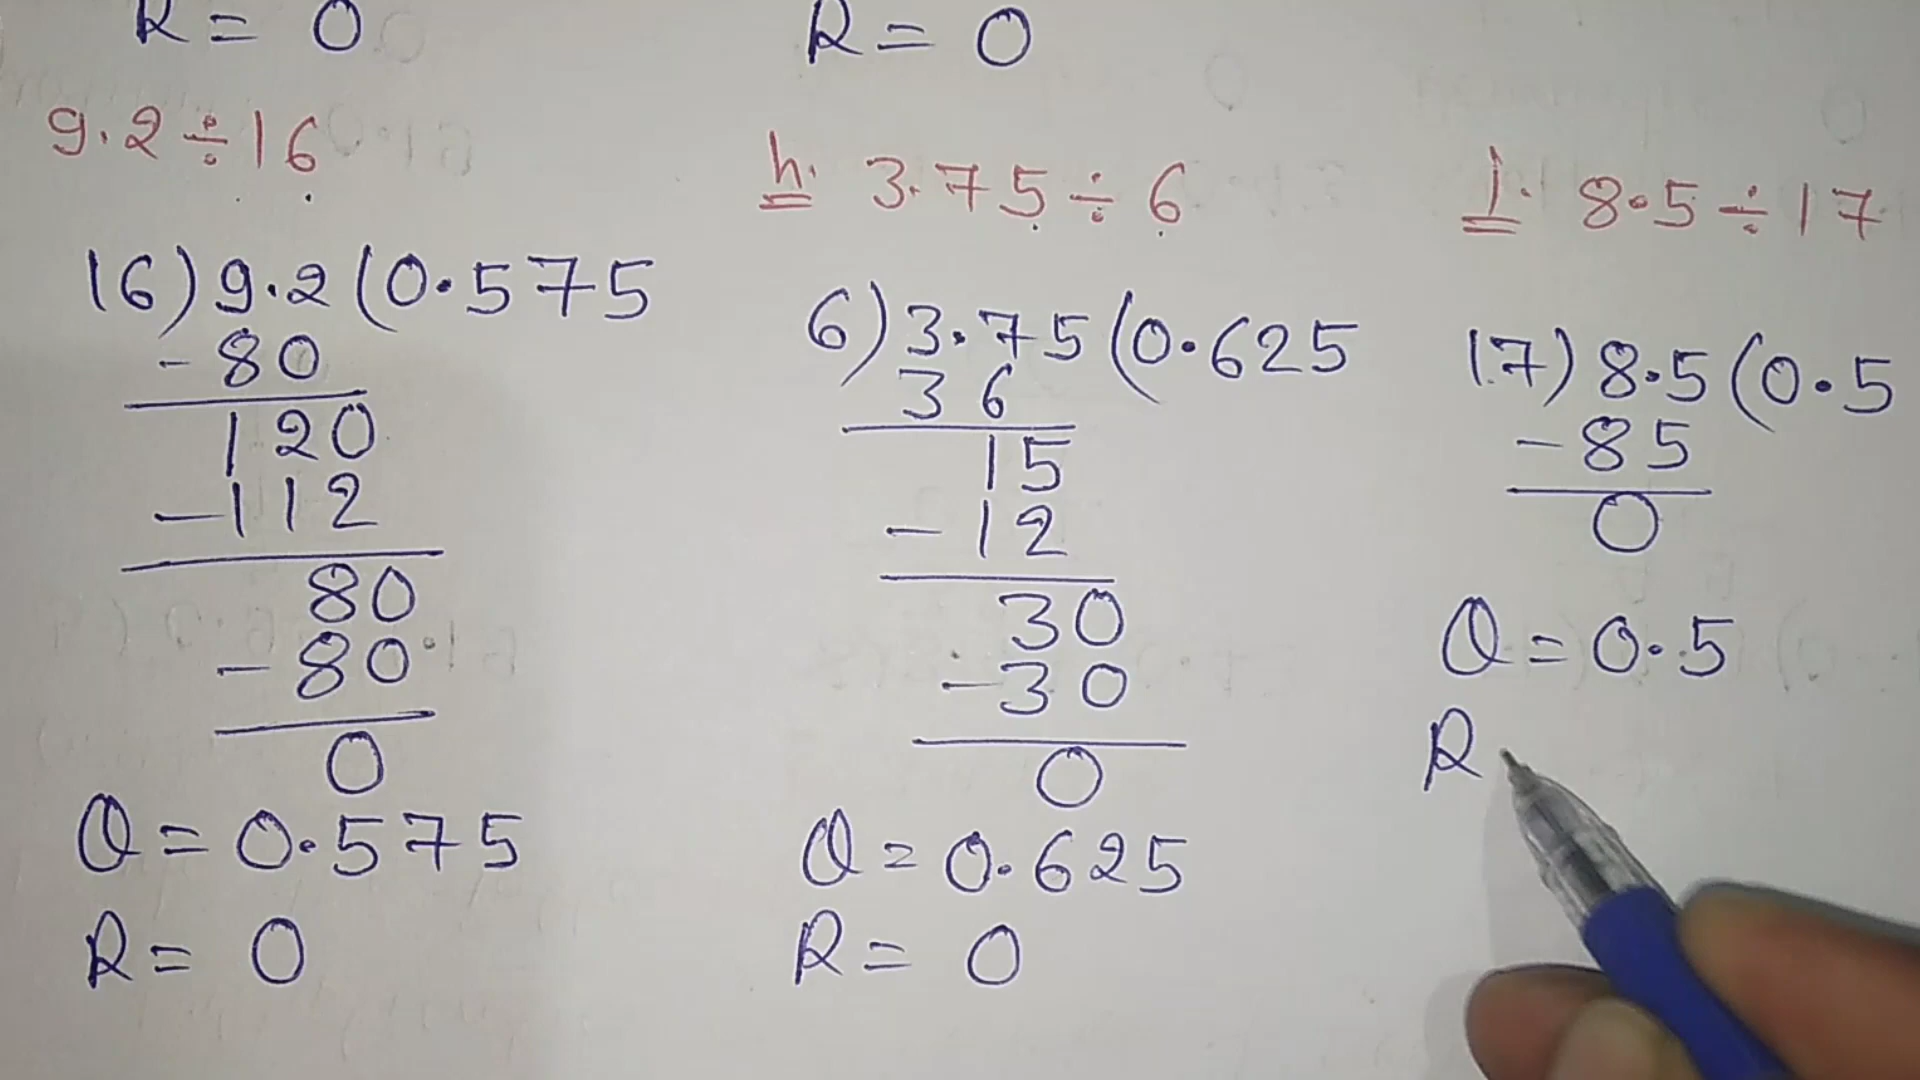 R = 0
9.2 ÷ 16
16) 9.2 (0.575
- 80
120
- 112
80
- 80
0
Q = 0.575
R = 0
R = 0
h. 3.75 ÷ 6
6) 3.75 (0.625
36
15
- 12
30
- 30
0
Q = 0.625
R = 0
8.5 ÷ 17
17) 8.5 (0.5
- 85
0
Q = 0.5
R